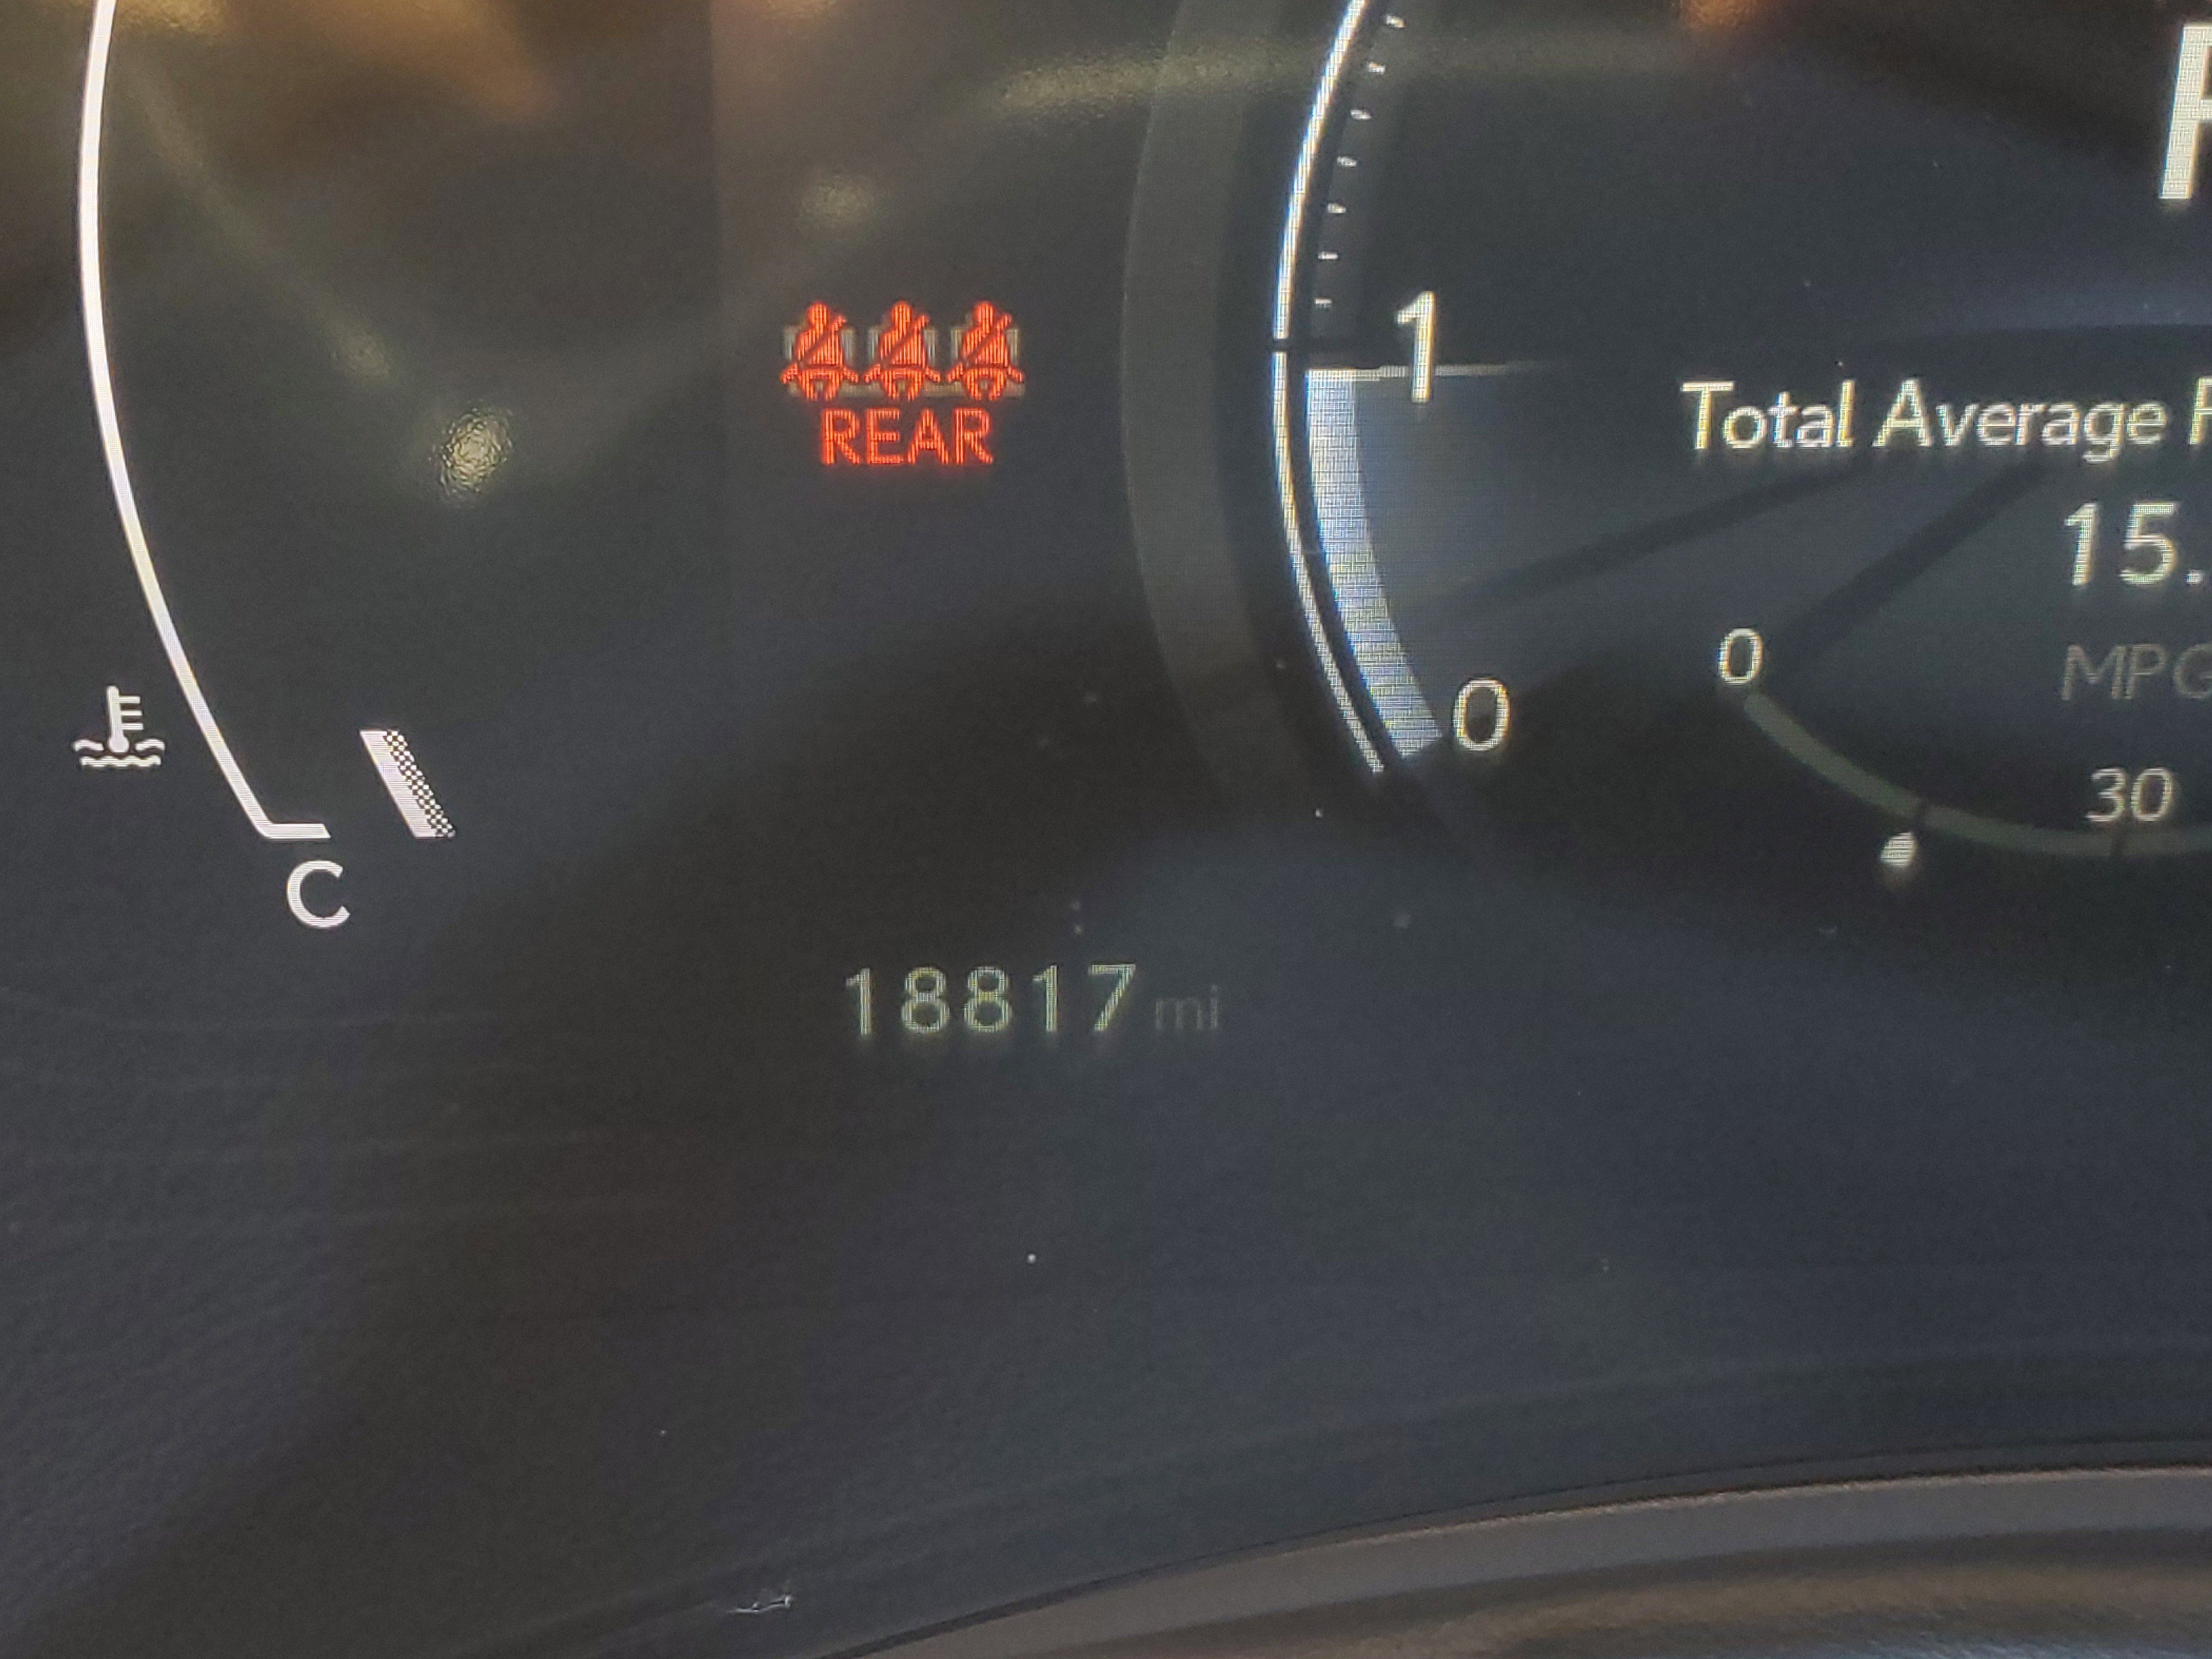 REAR
1
Total Average
15.
0
MPG
0
30
C
18817 mi